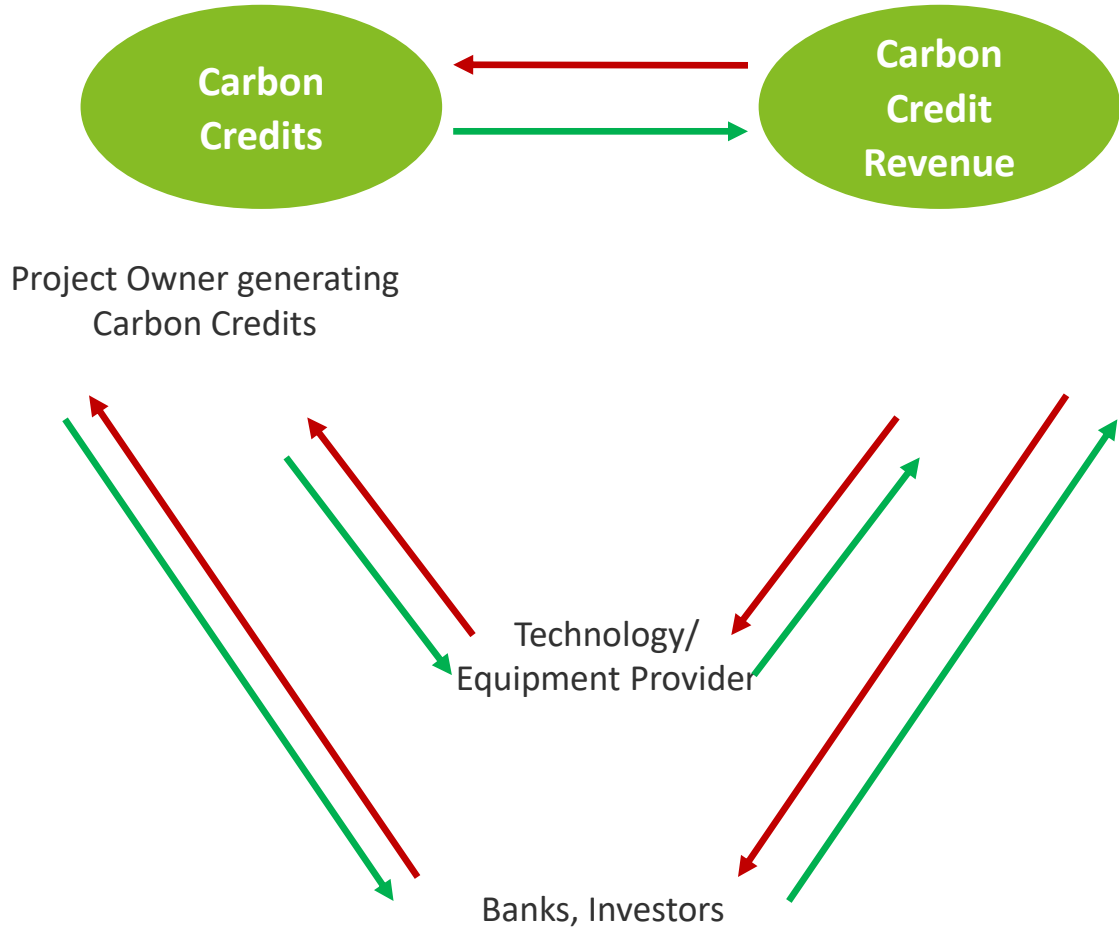 Carbon
Credits
Carbon
Credit
Revenue
Project Owner generating
Carbon Credits
Technology/
Equipment Provider
Banks, Investors